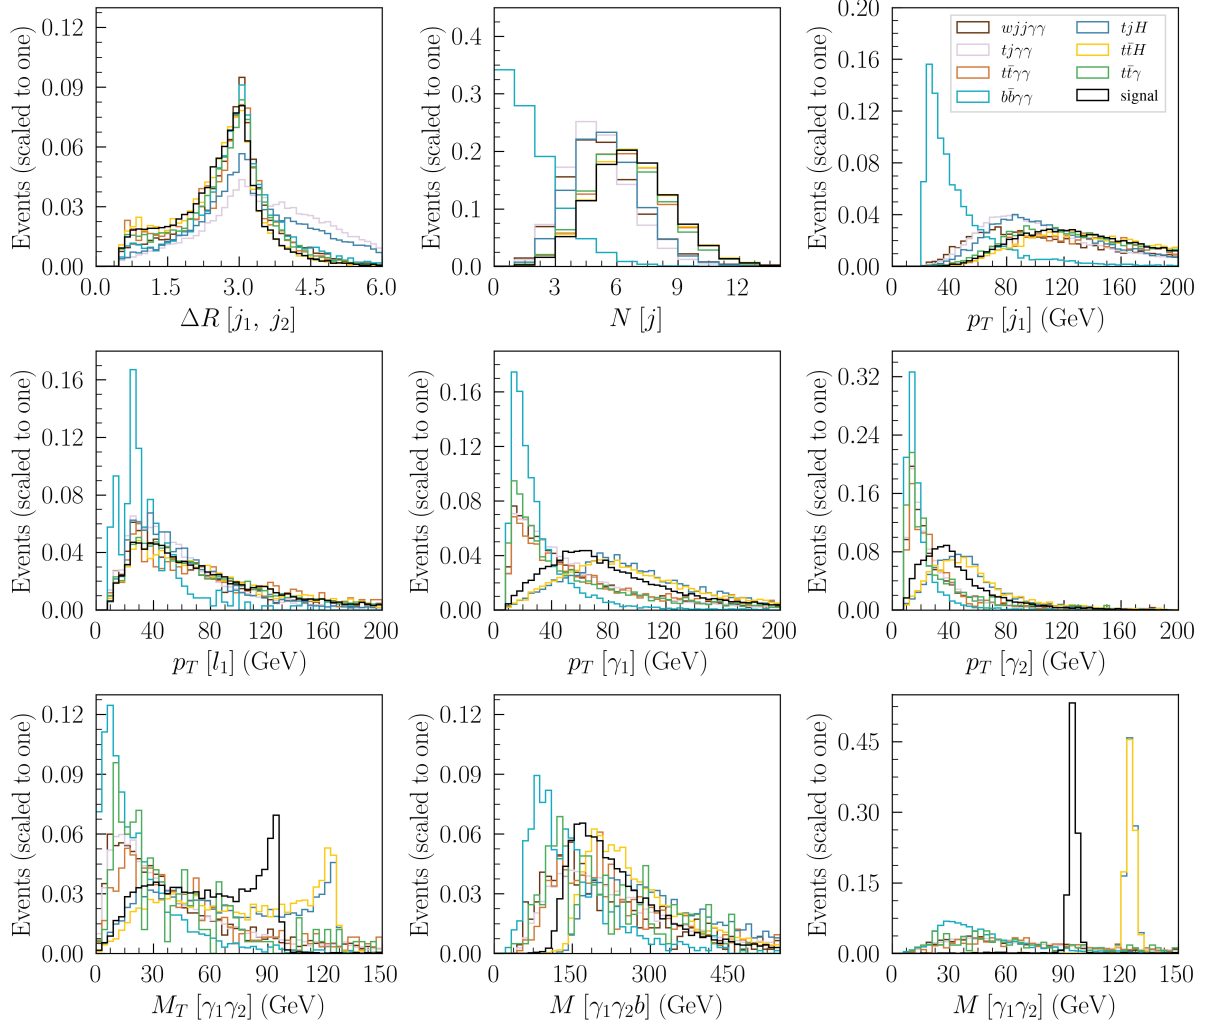 Events (scaled to one)
0.12
0.09
0.06
0.03
0.00
0.0 1.5 3.0 4.5 6.0
ΔR [j₁, j₂]
Events (scaled to one)
0.4
0.3
0.2
0.1
0.0
0 3 6 9 12
N [j]
Events (scaled to one)
0.20
0.16
0.12
0.08
0.04
0.00
wjjγγ tjH
tjγγ tt̄H
tt̄γγ tt̄γ
bb̄γγ signal
0 40 80 120 160 200
p_T [j₁] (GeV)
Events (scaled to one)
0.16
0.12
0.08
0.04
0.00
0 40 80 120 160 200
p_T [l₁] (GeV)
Events (scaled to one)
0.16
0.12
0.08
0.04
0.00
0 40 80 120 160 200
p_T [γ₁] (GeV)
Events (scaled to one)
0.32
0.24
0.16
0.08
0.00
0 40 80 120 160 200
p_T [γ₂] (GeV)
Events (scaled to one)
0.12
0.09
0.06
0.03
0.00
0 30 60 90 120 150
M_T [γ₁γ₂] (GeV)
Events (scaled to one)
0.12
0.09
0.06
0.03
0.00
0 150 300 450
M [γ₁γ₂b] (GeV)
Events (scaled to one)
0.45
0.30
0.15
0.00
0 30 60 90 120 150
M [γ₁γ₂] (GeV)